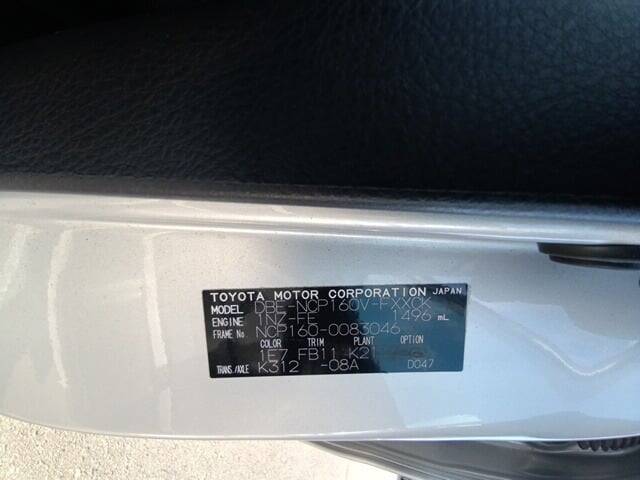 TOYOTA MOTOR CORPORATION JAPAN
MODEL DBE-NCP160V-FXXCK
ENGINE 1NZ-FE 1496 mL
FRAME No. NCP160-0083046
COLOR TRIM PLANT OPTION
1E7 FB11 K21
TRANS./AXLE K312 -08A D047